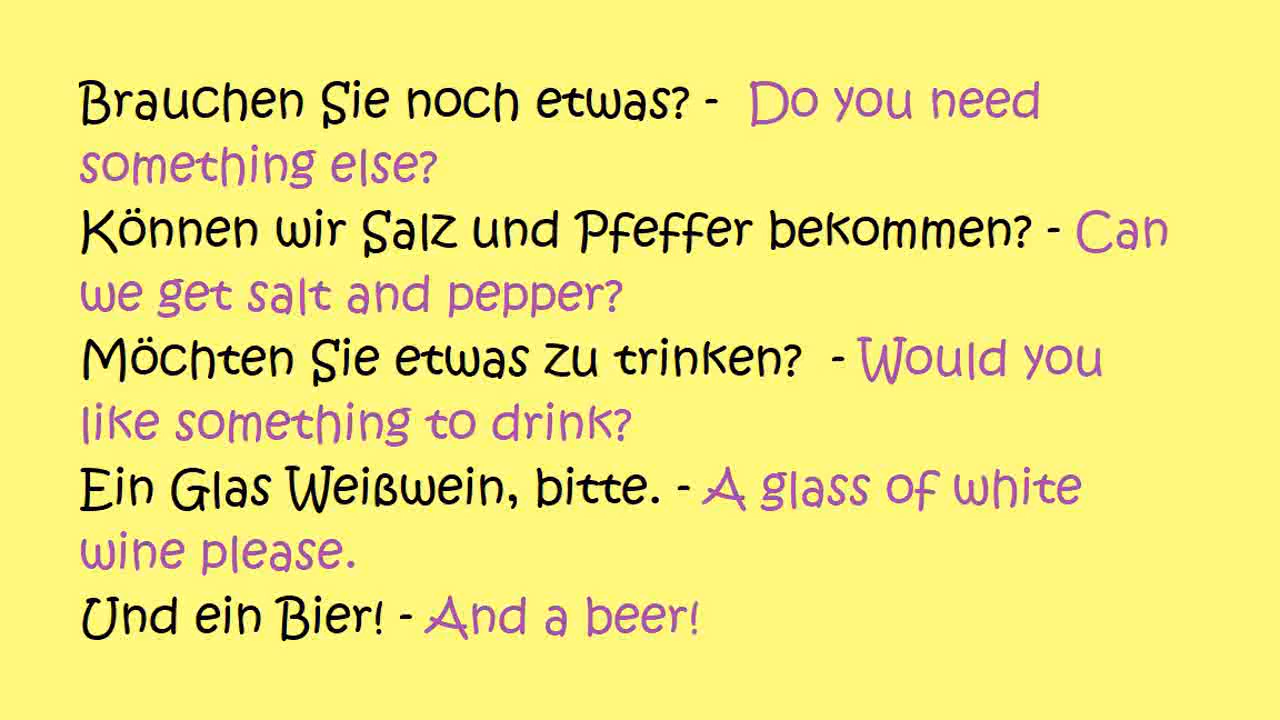 Brauchen Sie noch etwas? -  Do you need
something else?
Können wir Salz und Pfeffer bekommen? - Can
we get salt and pepper?
Möchten Sie etwas zu trinken?  - Would you
like something to drink?
Ein Glas Weißwein, bitte. - A glass of white
wine please.
Und ein Bier! - And a beer!